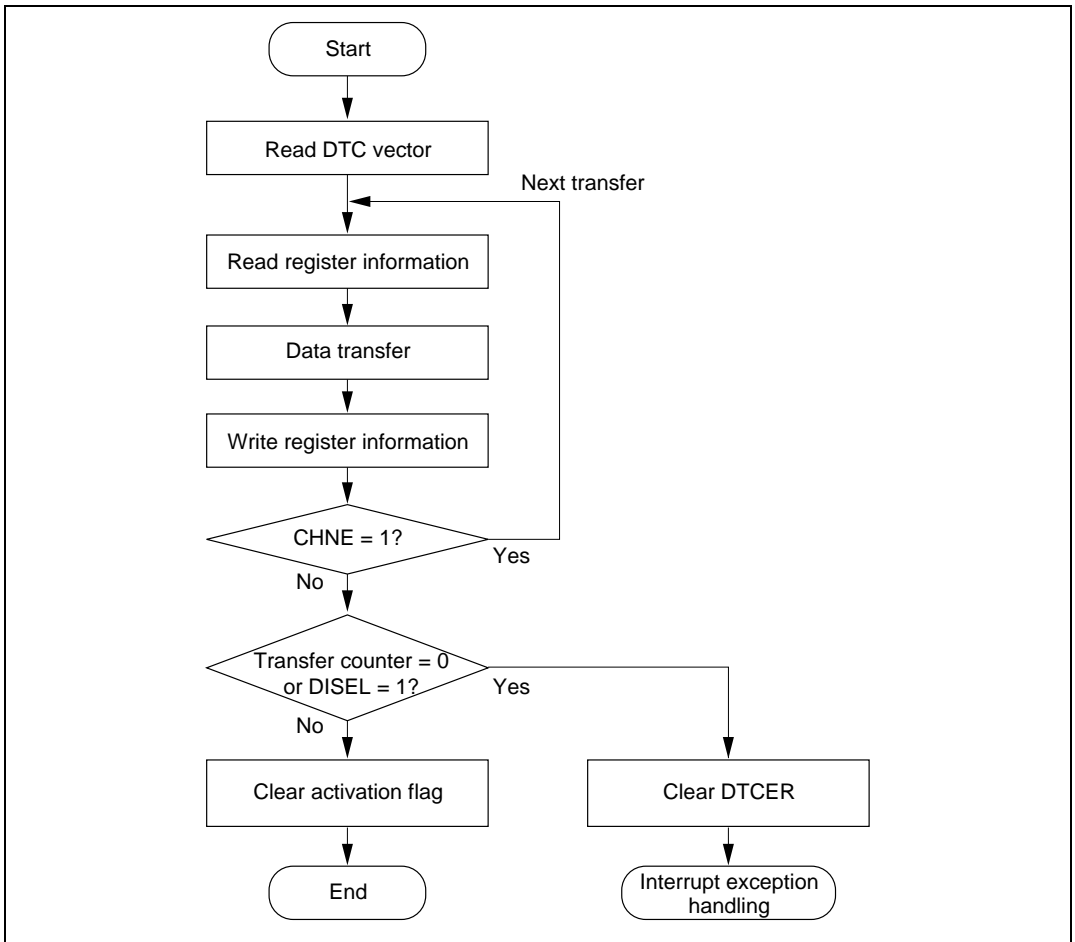 Start
Read DTC vector
Next transfer
Read register information
Data transfer
Write register information
CHNE = 1?
Yes
No
Transfer counter = 0
or DISEL = 1?
Yes
No
Clear activation flag
Clear DTCER
End
Interrupt exception
handling